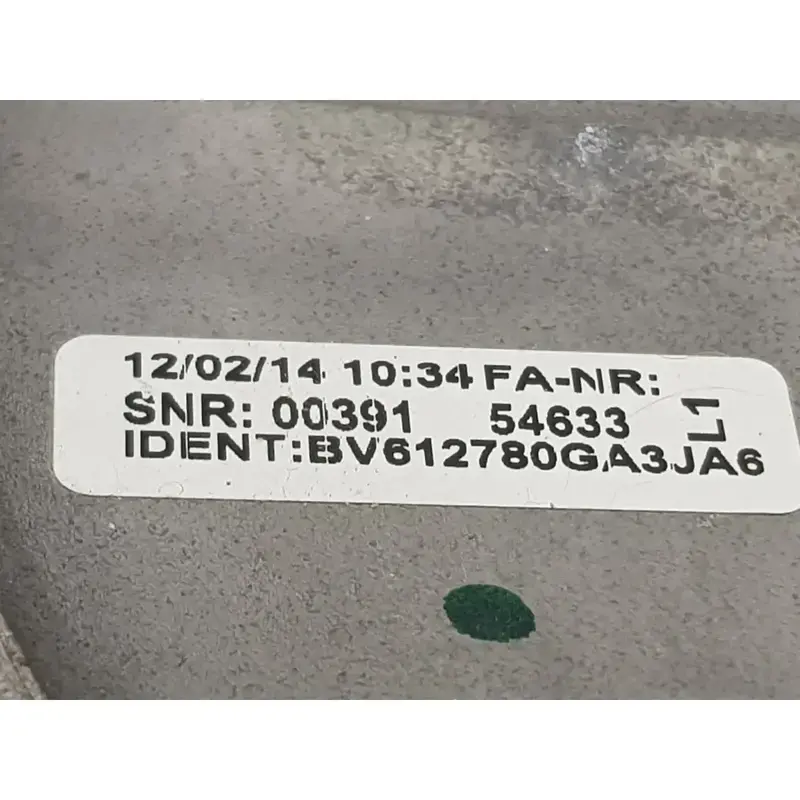 12/02/14 10:34 FA-NR:
SNR: 00391 54633
L1
IDENT:BV612780GA3JA6